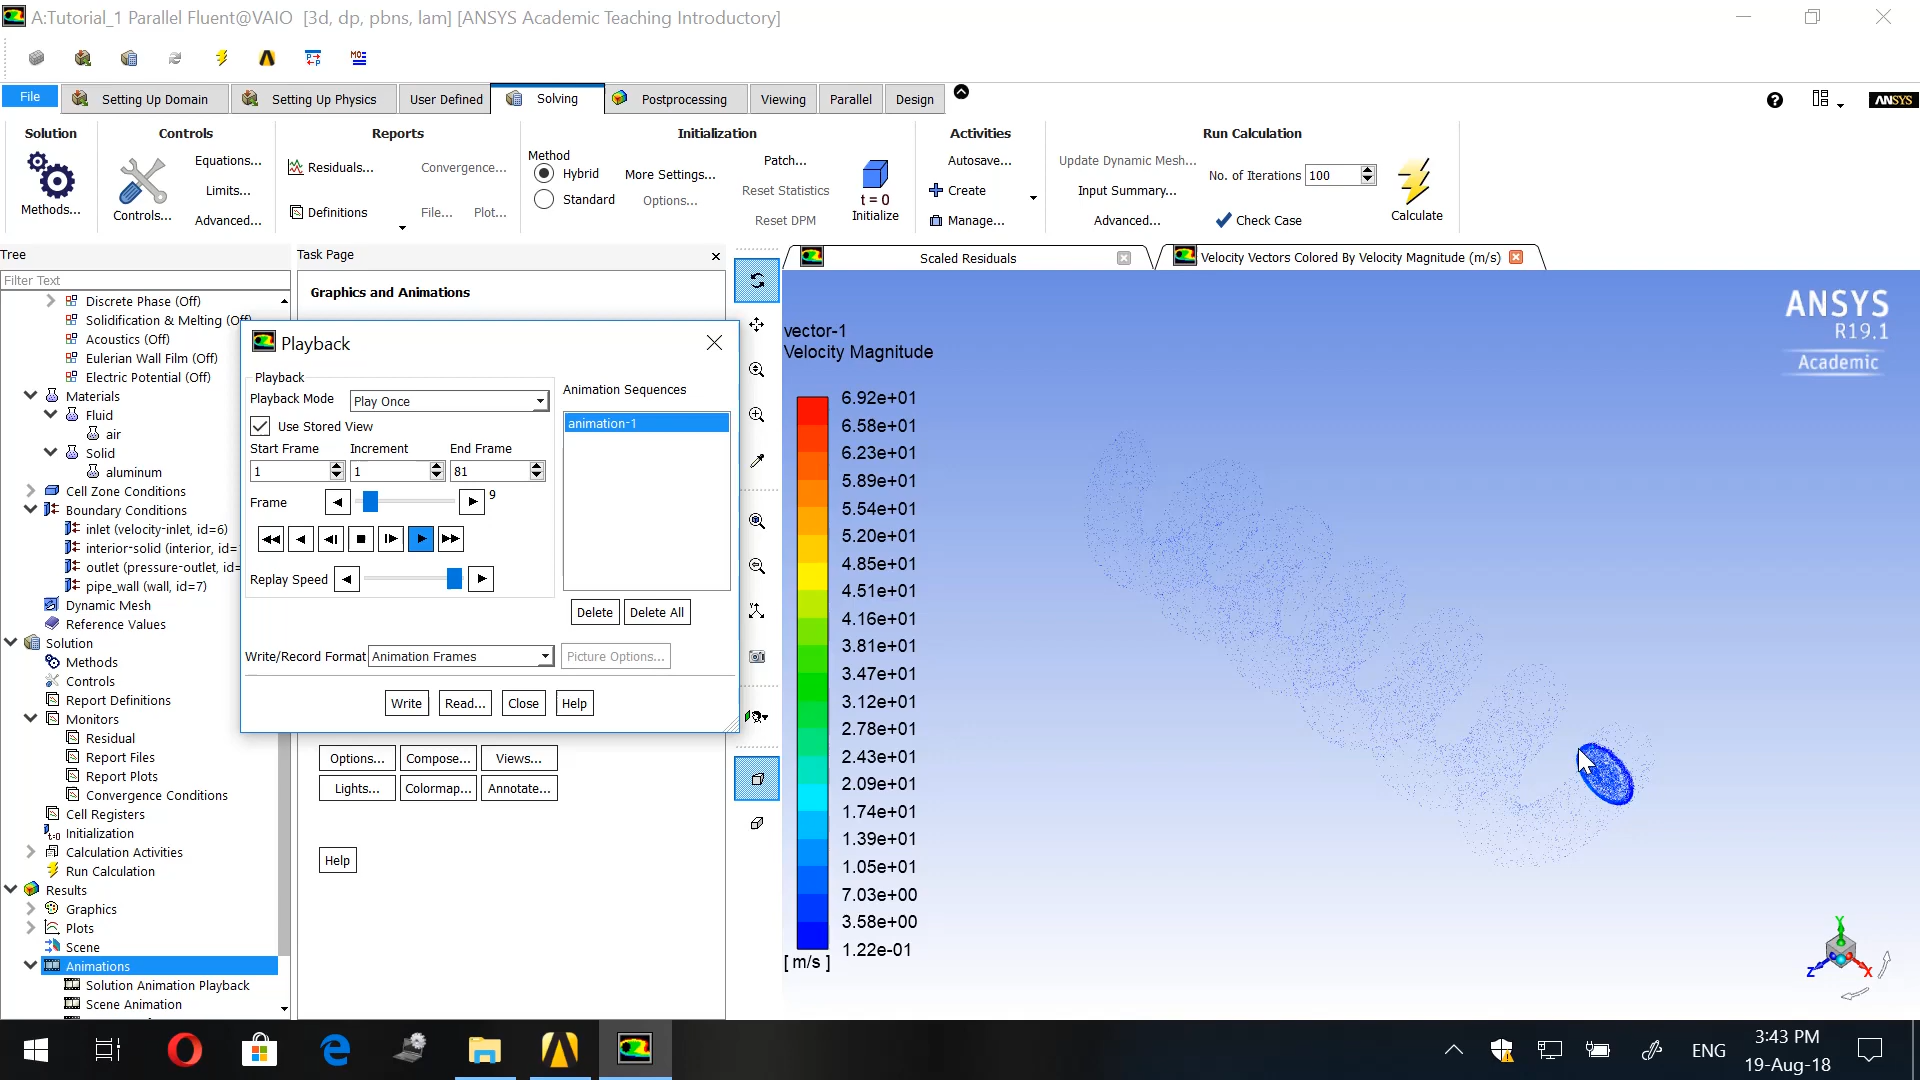 A:Tutorial_1 Parallel Fluent@VAIO [3d, dp, pbns, lam] [ANSYS Academic Teaching Introductory]
File
Setting Up Domain
Setting Up Physics
User Defined
Solving
Postprocessing
Viewing
Parallel
Design
ANSYS
Solution
Controls
Reports
Initialization
Activities
Run Calculation
Methods...
Controls...
Equations...
Limits...
Advanced...
Residuals...
Convergence...
Definitions
File...
Plot...
Method
Hybrid
Standard
More Settings...
Options...
Patch...
Reset Statistics
Reset DPM
t = 0
Initialize
Autosave...
Create
Manage...
Update Dynamic Mesh...
Input Summary...
Advanced...
No. of Iterations 100
Check Case
Calculate
Tree
Filter Text
Discrete Phase (Off)
Solidification & Melting (Off
Acoustics (Off)
Eulerian Wall Film (Off)
Electric Potential (Off)
Materials
Fluid
air
Solid
aluminum
Cell Zone Conditions
Boundary Conditions
inlet (velocity-inlet, id=6)
interior-solid (interior, id=
outlet (pressure-outlet, id=
pipe_wall (wall, id=7)
Dynamic Mesh
Reference Values
Solution
Methods
Controls
Report Definitions
Monitors
Residual
Report Files
Report Plots
Convergence Conditions
Cell Registers
Initialization
Calculation Activities
Run Calculation
Results
Graphics
Plots
Scene
Animations
Solution Animation Playback
Scene Animation
Task Page
Graphics and Animations
Playback
Playback
Playback Mode
Play Once
Use Stored View
Start Frame
Increment
End Frame
1
1
81
Frame
9
Replay Speed
Animation Sequences
animation-1
Delete
Delete All
Write/Record Format
Animation Frames
Picture Options...
Write
Read...
Close
Help
Options...
Compose...
Views...
Lights...
Colormap...
Annotate...
Help
Scaled Residuals
Velocity Vectors Colored By Velocity Magnitude (m/s)
vector-1
Velocity Magnitude
6.92e+01
6.58e+01
6.23e+01
5.89e+01
5.54e+01
5.20e+01
4.85e+01
4.51e+01
4.16e+01
3.81e+01
3.47e+01
3.12e+01
2.78e+01
2.43e+01
2.09e+01
1.74e+01
1.39e+01
1.05e+01
7.03e+00
3.58e+00
1.22e-01
[ m/s ]
ANSYS
R19.1
Academic
Y
Z
X
ENG
3:43 PM
19-Aug-18